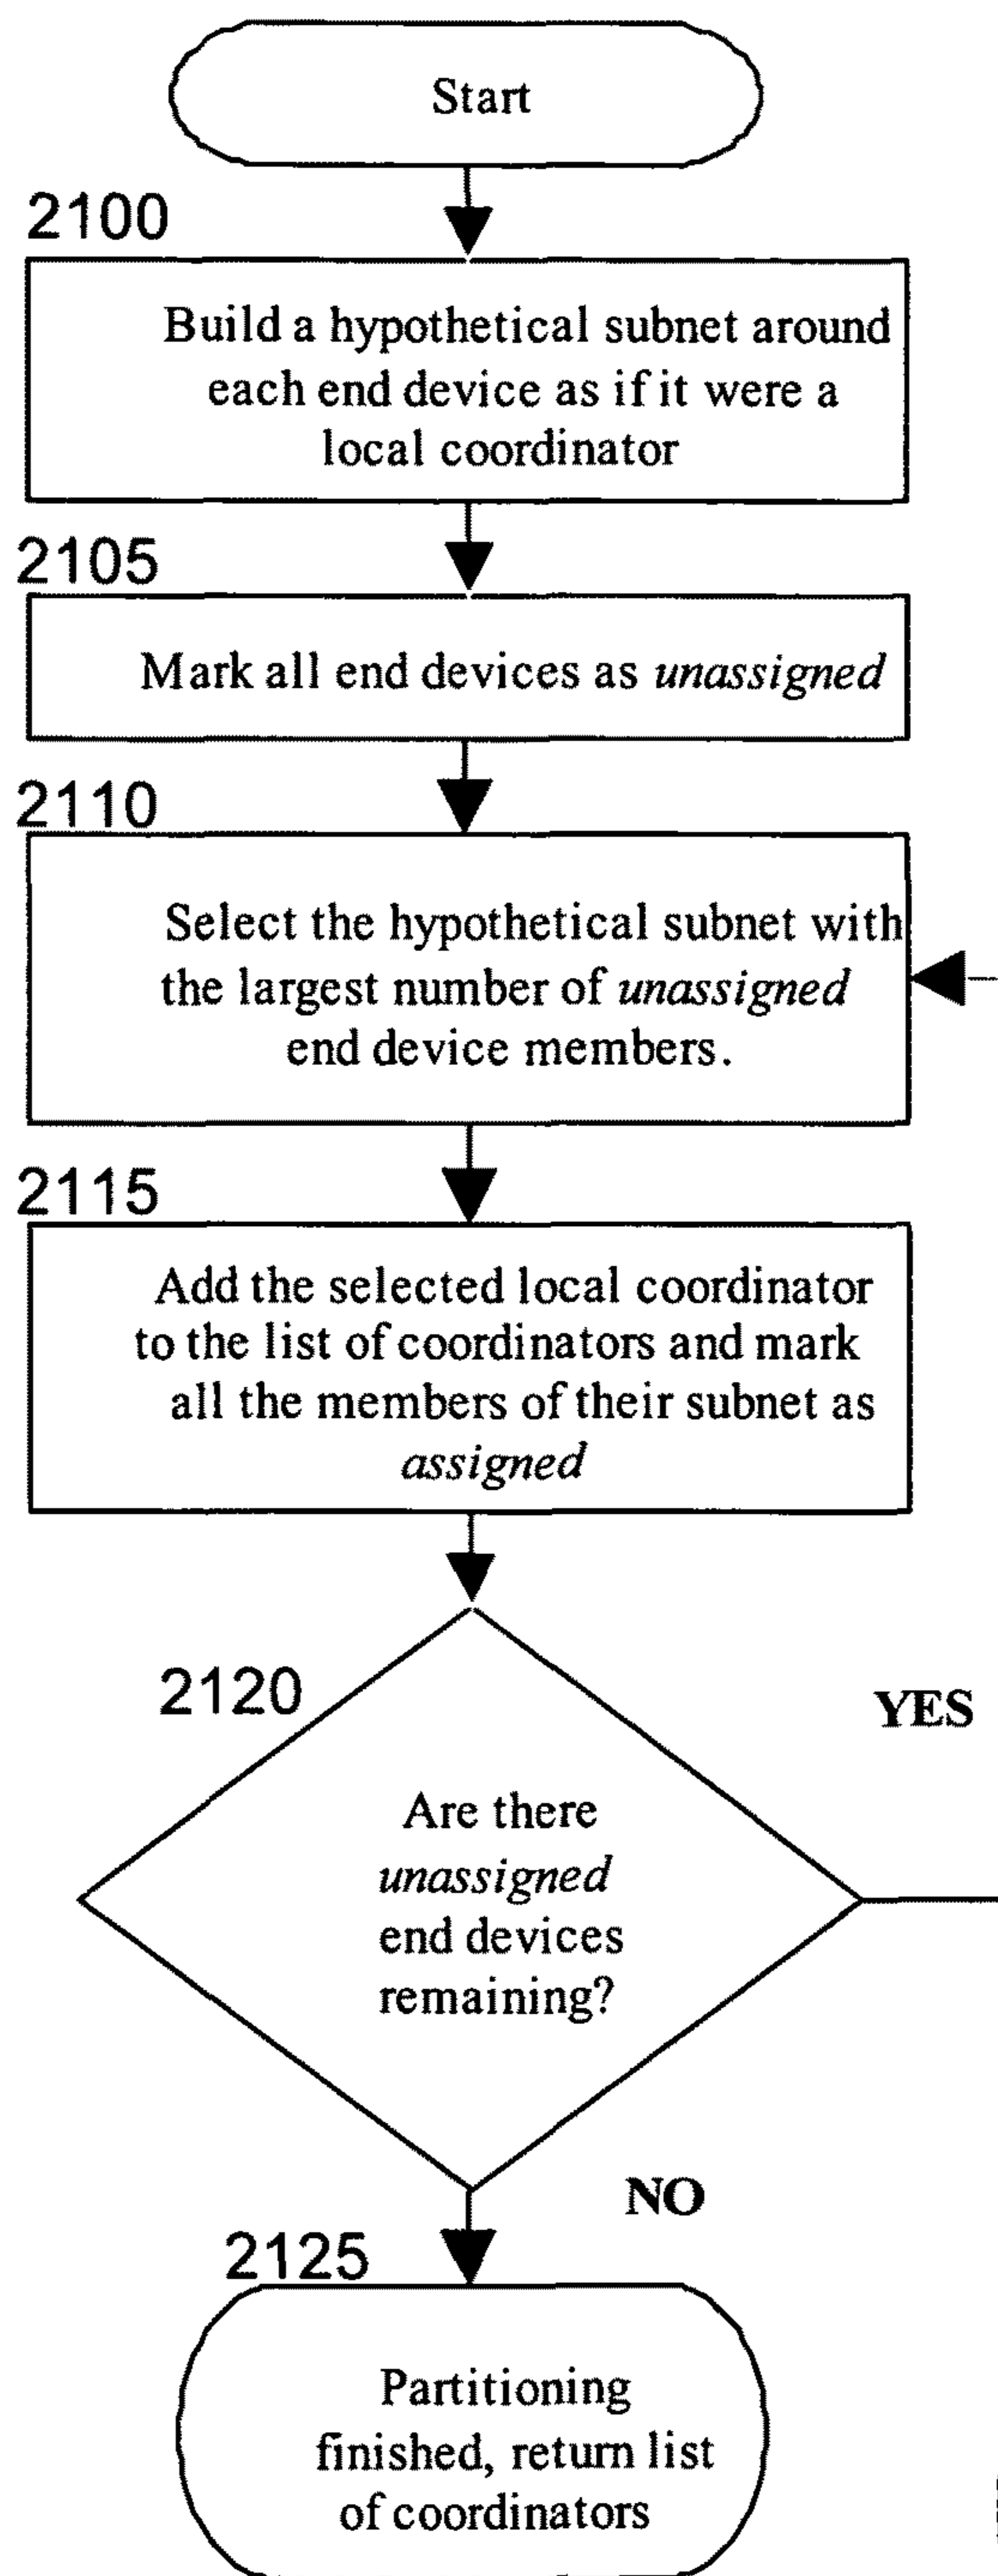 Start
2100
Build a hypothetical subnet around
each end device as if it were a
local coordinator
2105
Mark all end devices as unassigned
2110
Select the hypothetical subnet with
the largest number of unassigned
end device members.
2115
Add the selected local coordinator
to the list of coordinators and mark
all the members of their subnet as
assigned
2120
YES
Are there
unassigned
end devices
remaining?
NO
2125
Partitioning
finished, return list
of coordinators